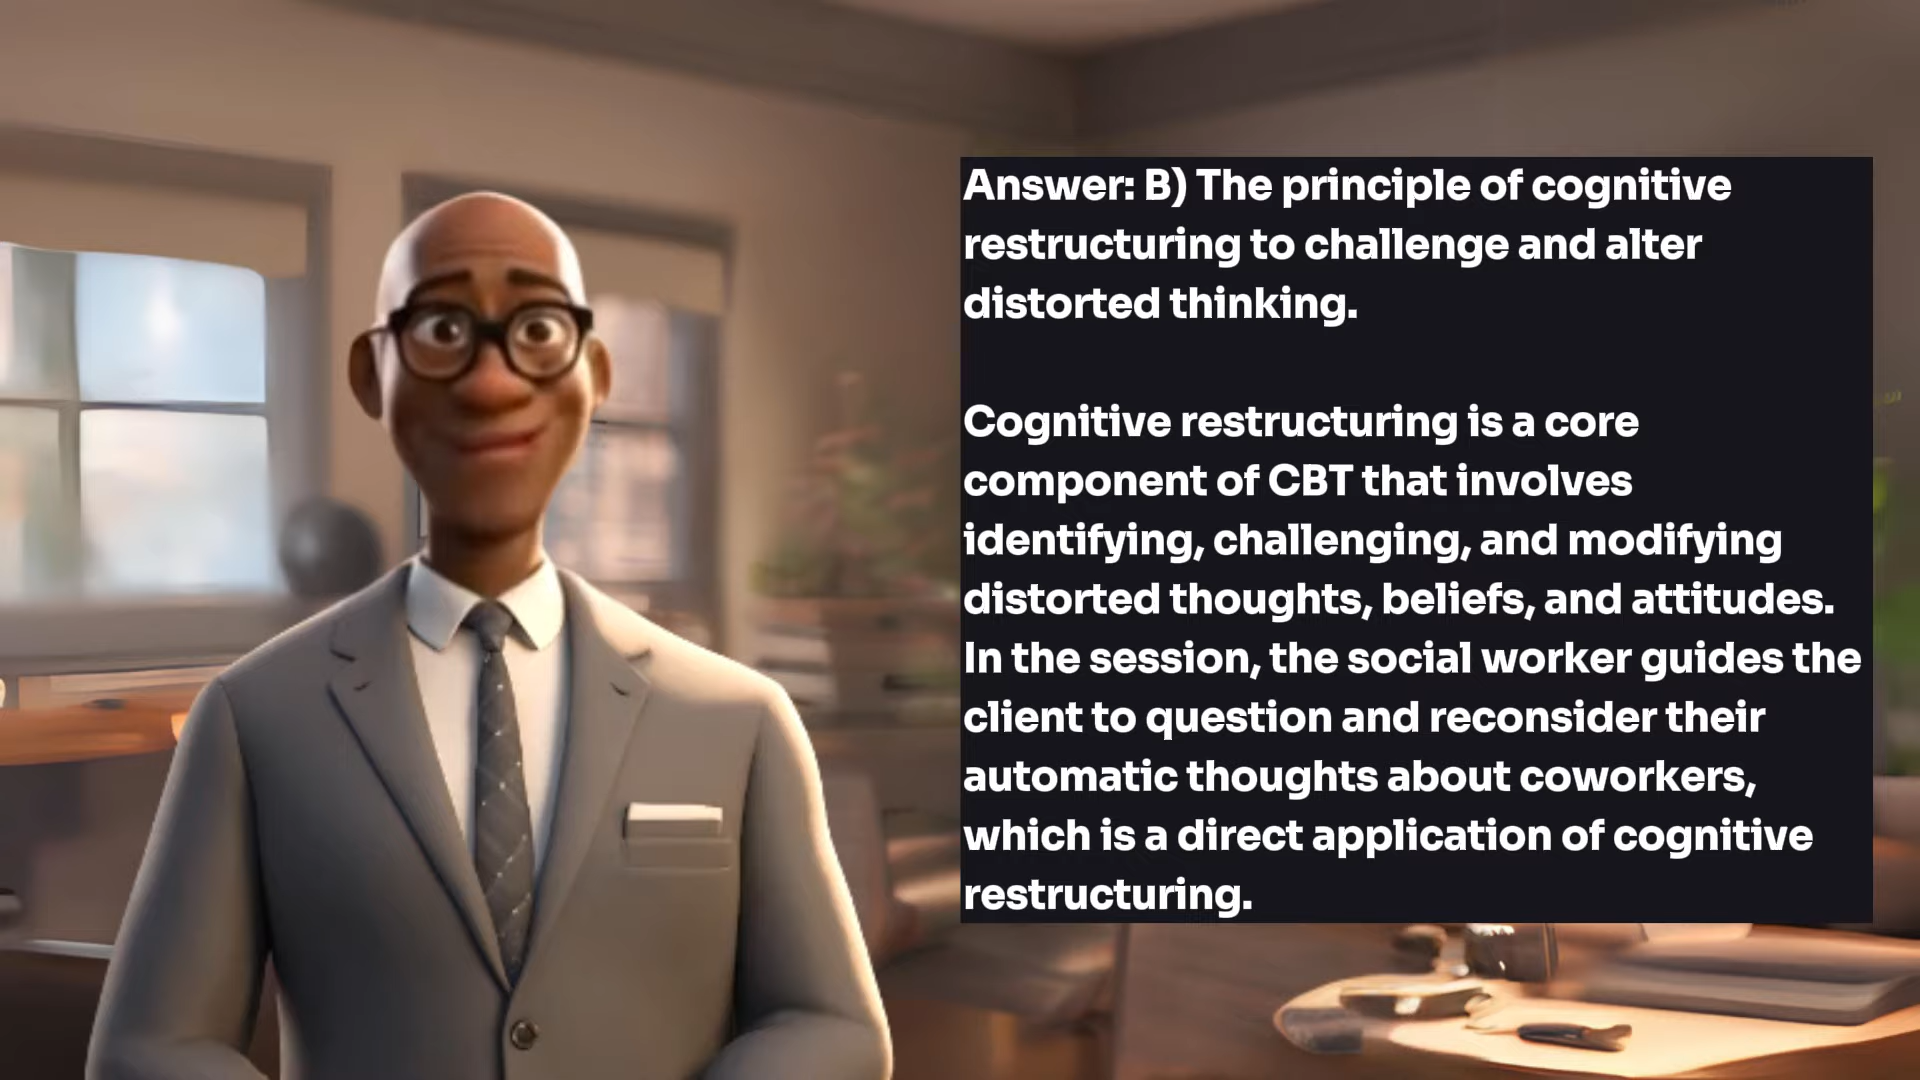 Answer: B) The principle of cognitive
restructuring to challenge and alter
distorted thinking.
Cognitive restructuring is a core
component of CBT that involves
identifying, challenging, and modifying
distorted thoughts, beliefs, and attitudes.
In the session, the social worker guides the
client to question and reconsider their
automatic thoughts about coworkers,
which is a direct application of cognitive
restructuring.